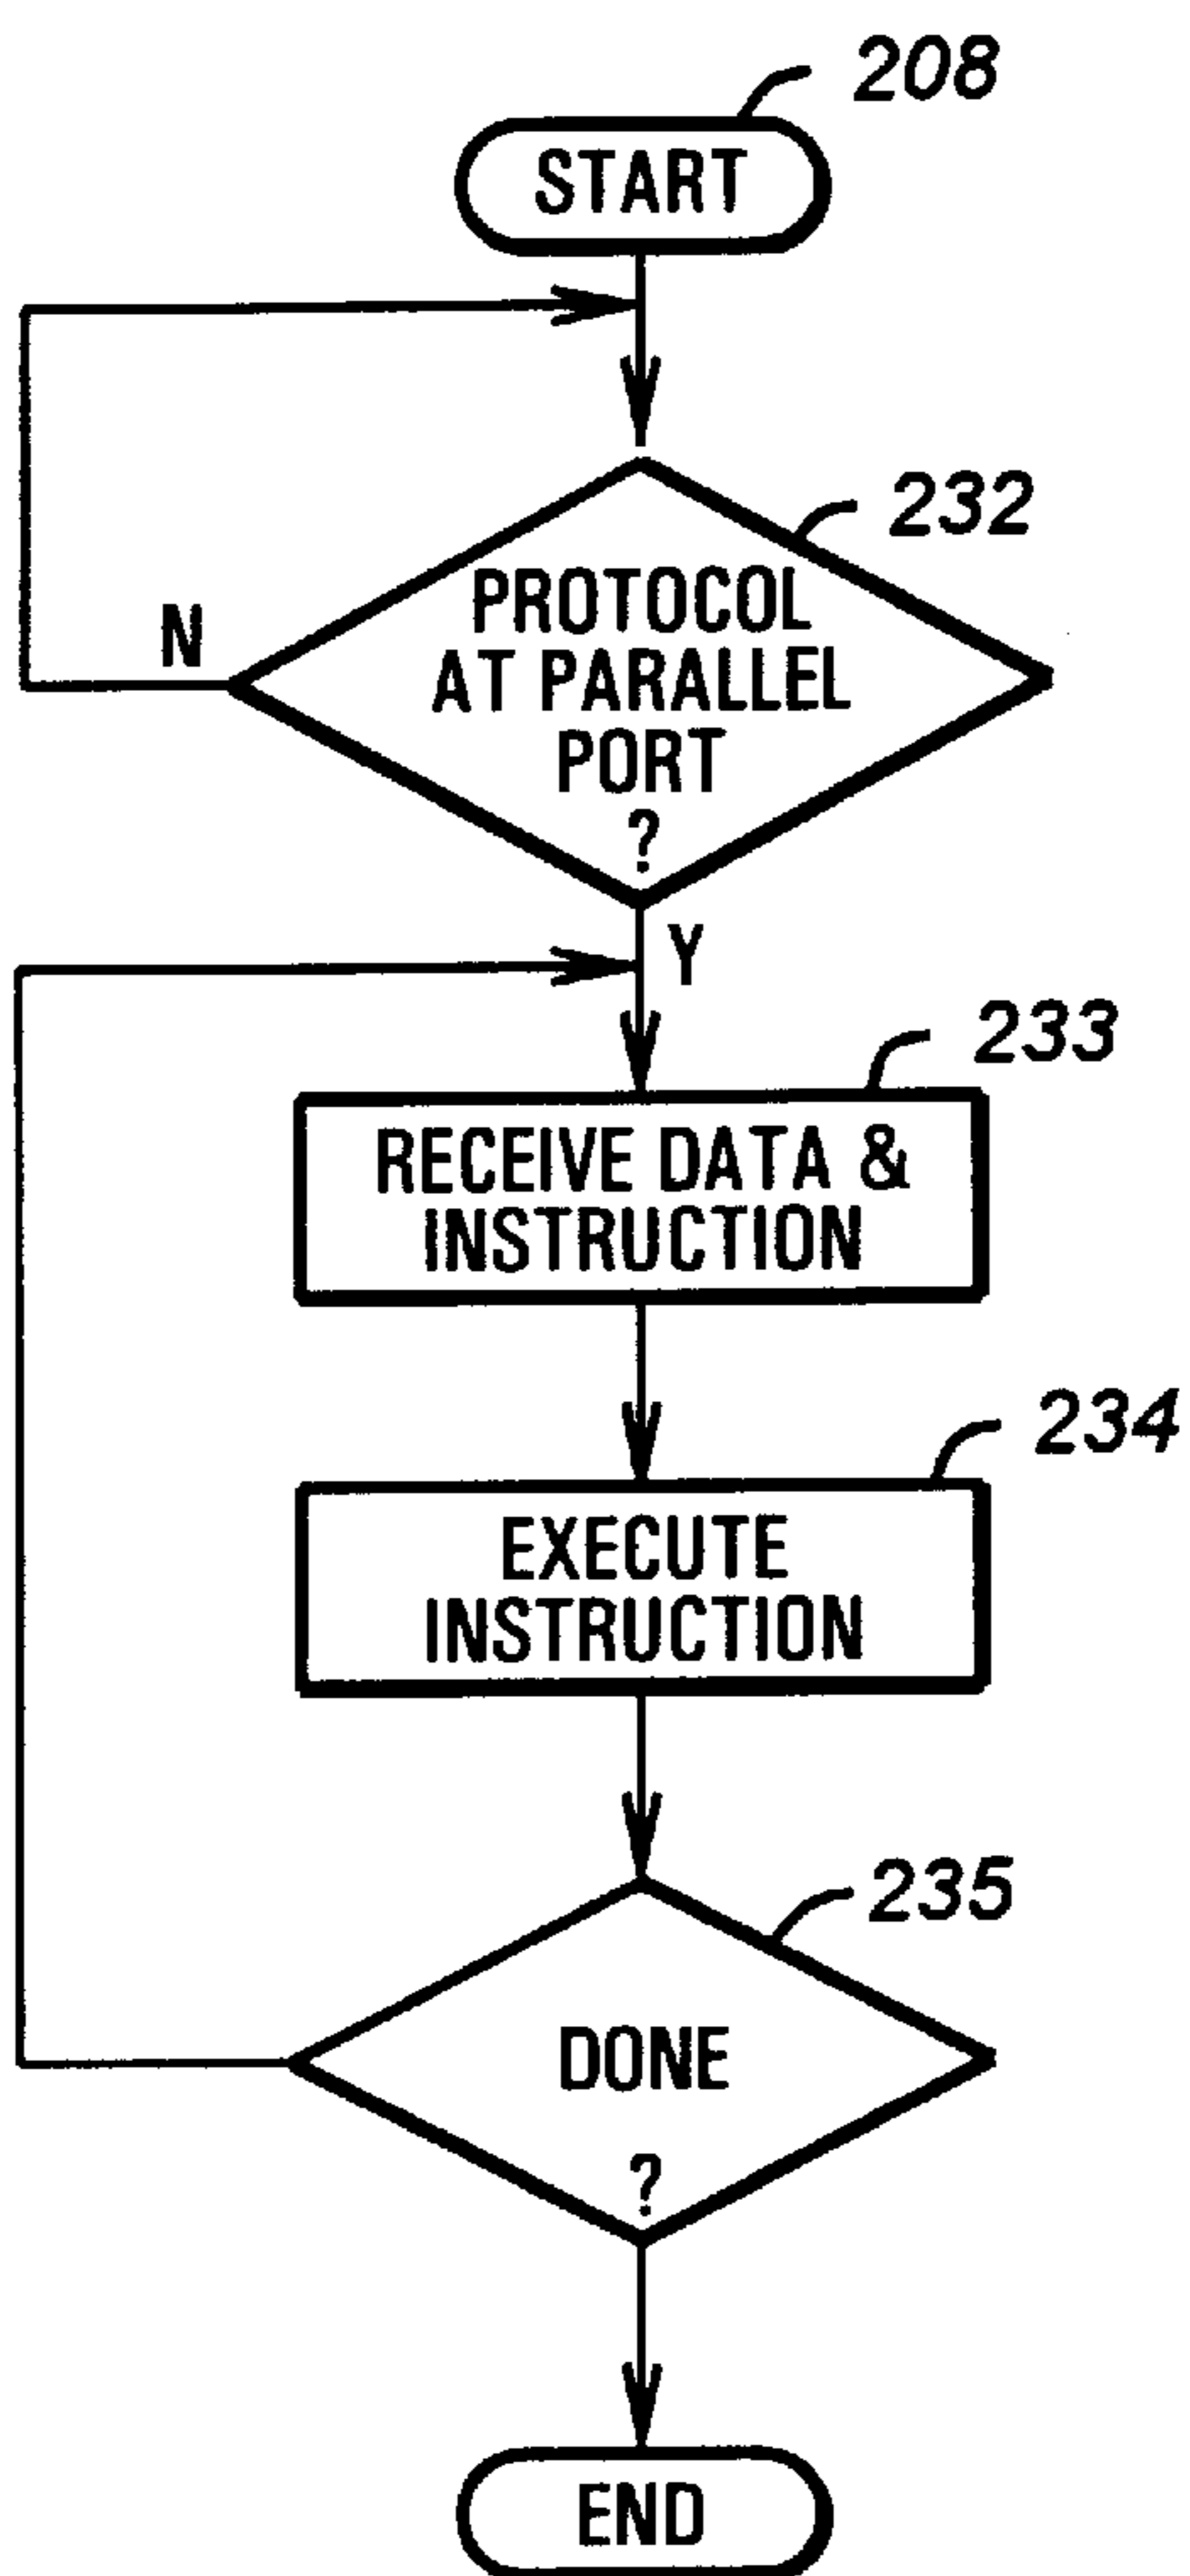 208
START
232
PROTOCOL
AT PARALLEL
PORT
?
N
Y
233
RECEIVE DATA &
INSTRUCTION
234
EXECUTE
INSTRUCTION
235
DONE
?
END